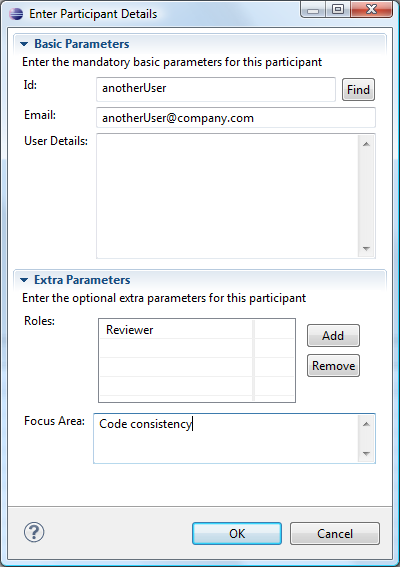 Enter Participant Details
Basic Parameters
Enter the mandatory basic parameters for this participant
Id: anotherUser Find
Email: anotherUser@company.com
User Details:
Extra Parameters
Enter the optional extra parameters for this participant
Roles: Reviewer
Add
Remove
Focus Area: Code consistency
? OK Cancel